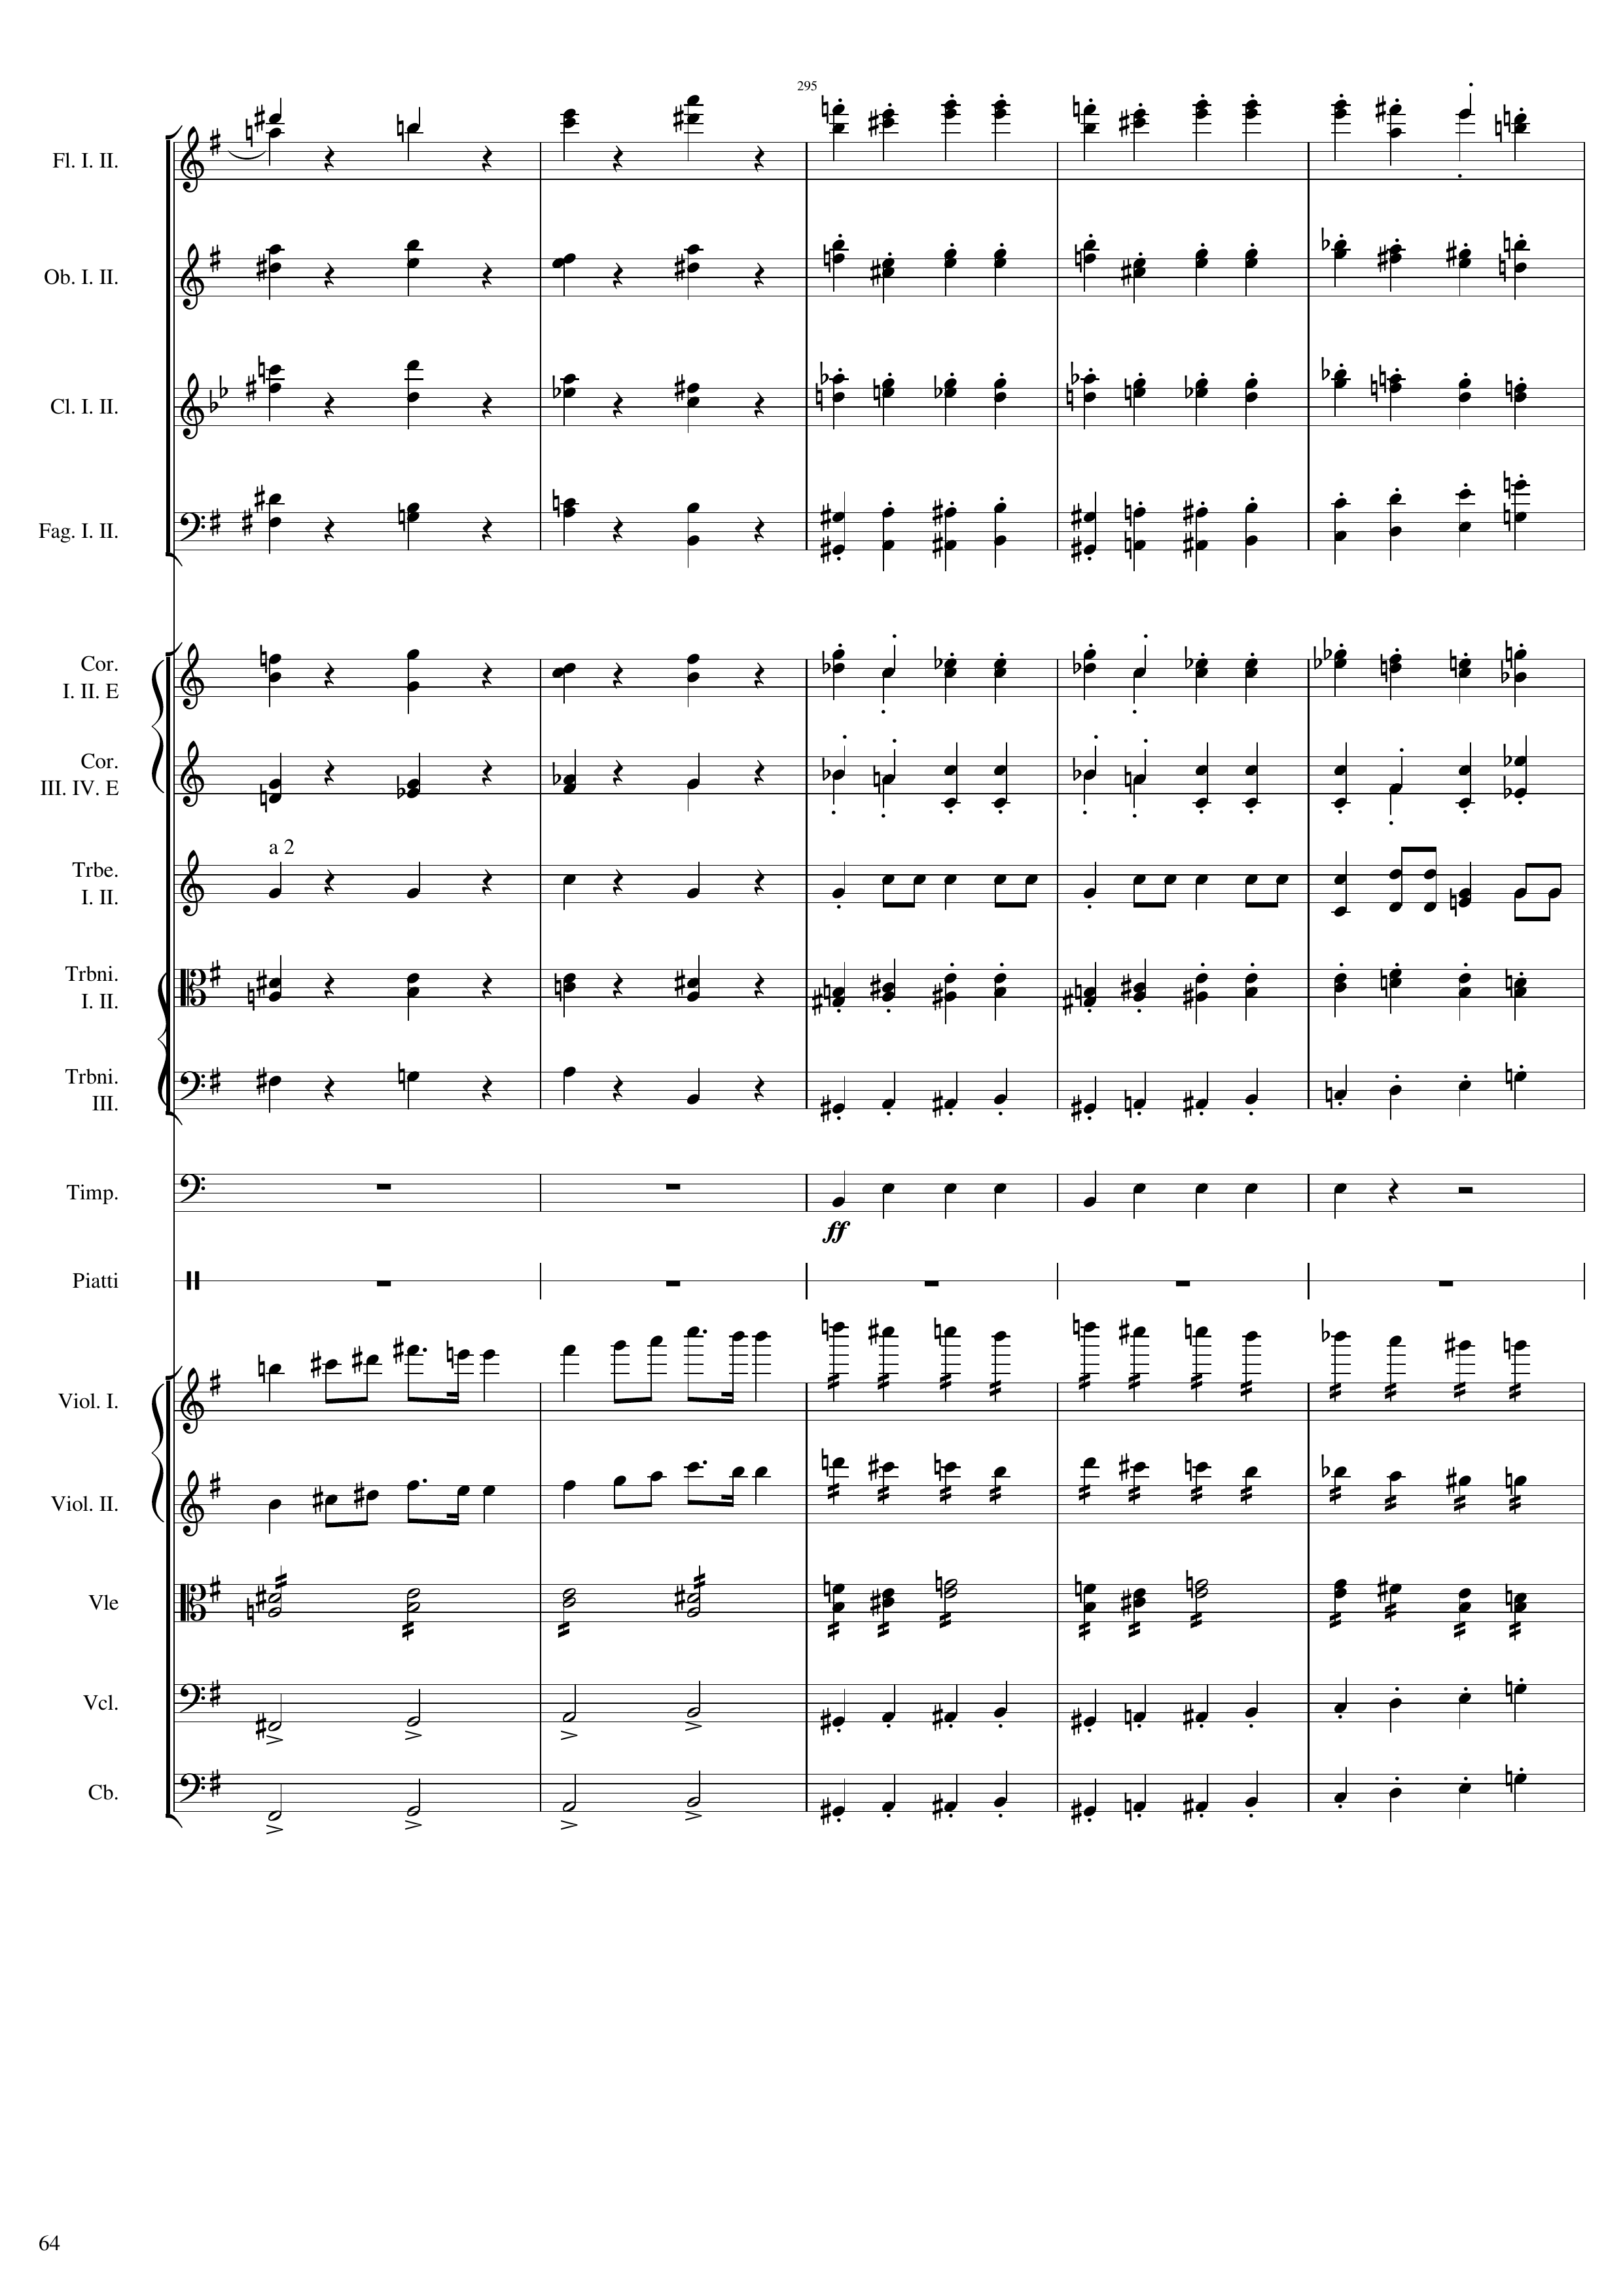 295
Fl. I. II.
Ob. I. II.
Cl. I. II.
Fag. I. II.
Cor.
I. II. E
Cor.
III. IV. E
a 2
Trbe.
I. II.
Trbni.
I. II.
Trbni.
III.
Timp.
ff
Piatti
Viol. I.
Viol. II.
Vle
Vcl.
Cb.
64